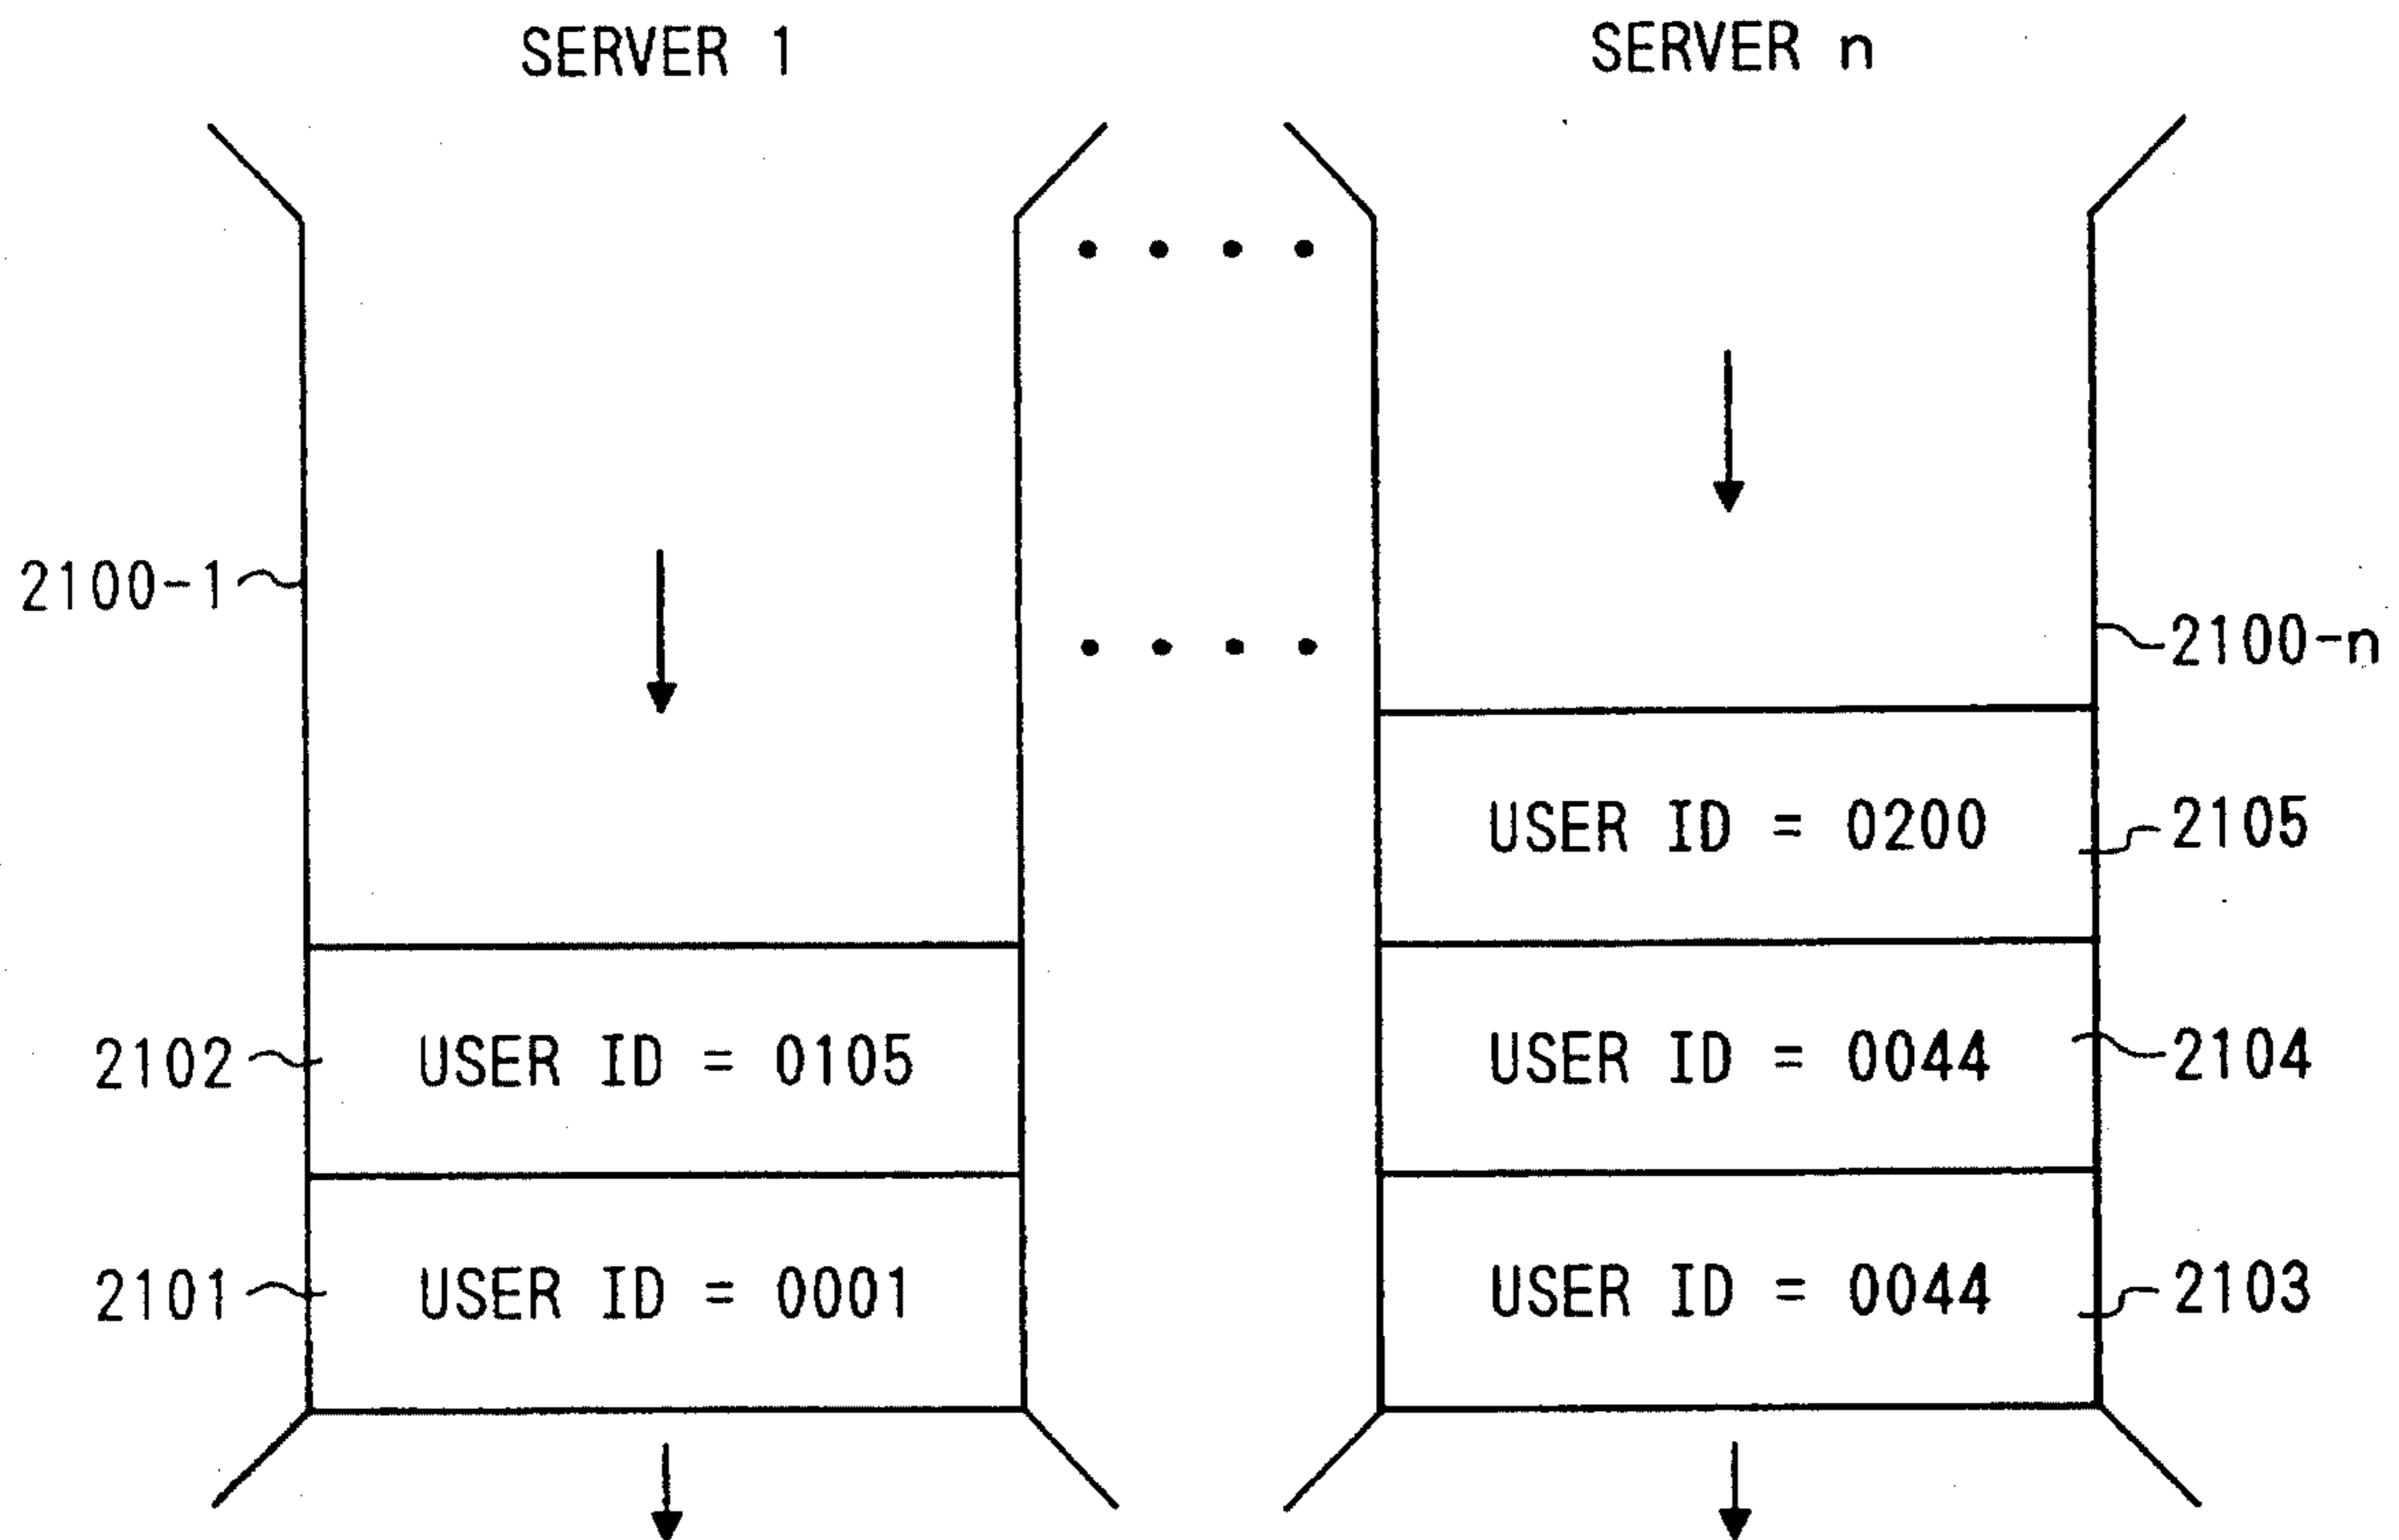 SERVER 1
SERVER n
2100-1
2100-n
USER ID = 0200
2105
2102
USER ID = 0105
USER ID = 0044
2104
2101
USER ID = 0001
USER ID = 0044
2103